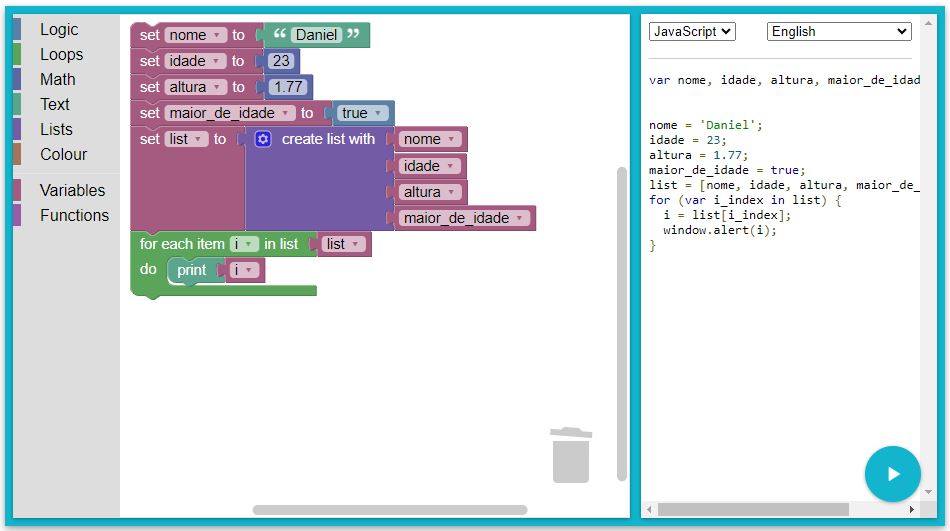 Logic
Loops
Math
Text
Lists
Colour
Variables
Functions
set nome to “ Daniel ”
set idade to 23
set altura to 1.77
set maior_de_idade to true
set list to create list with nome
idade
altura
maior_de_idade
for each item i in list list
do print i
JavaScript English
var nome, idade, altura, maior_de_idad
nome = 'Daniel';
idade = 23;
altura = 1.77;
maior_de_idade = true;
list = [nome, idade, altura, maior_de_
for (var i_index in list) {
  i = list[i_index];
  window.alert(i);
}